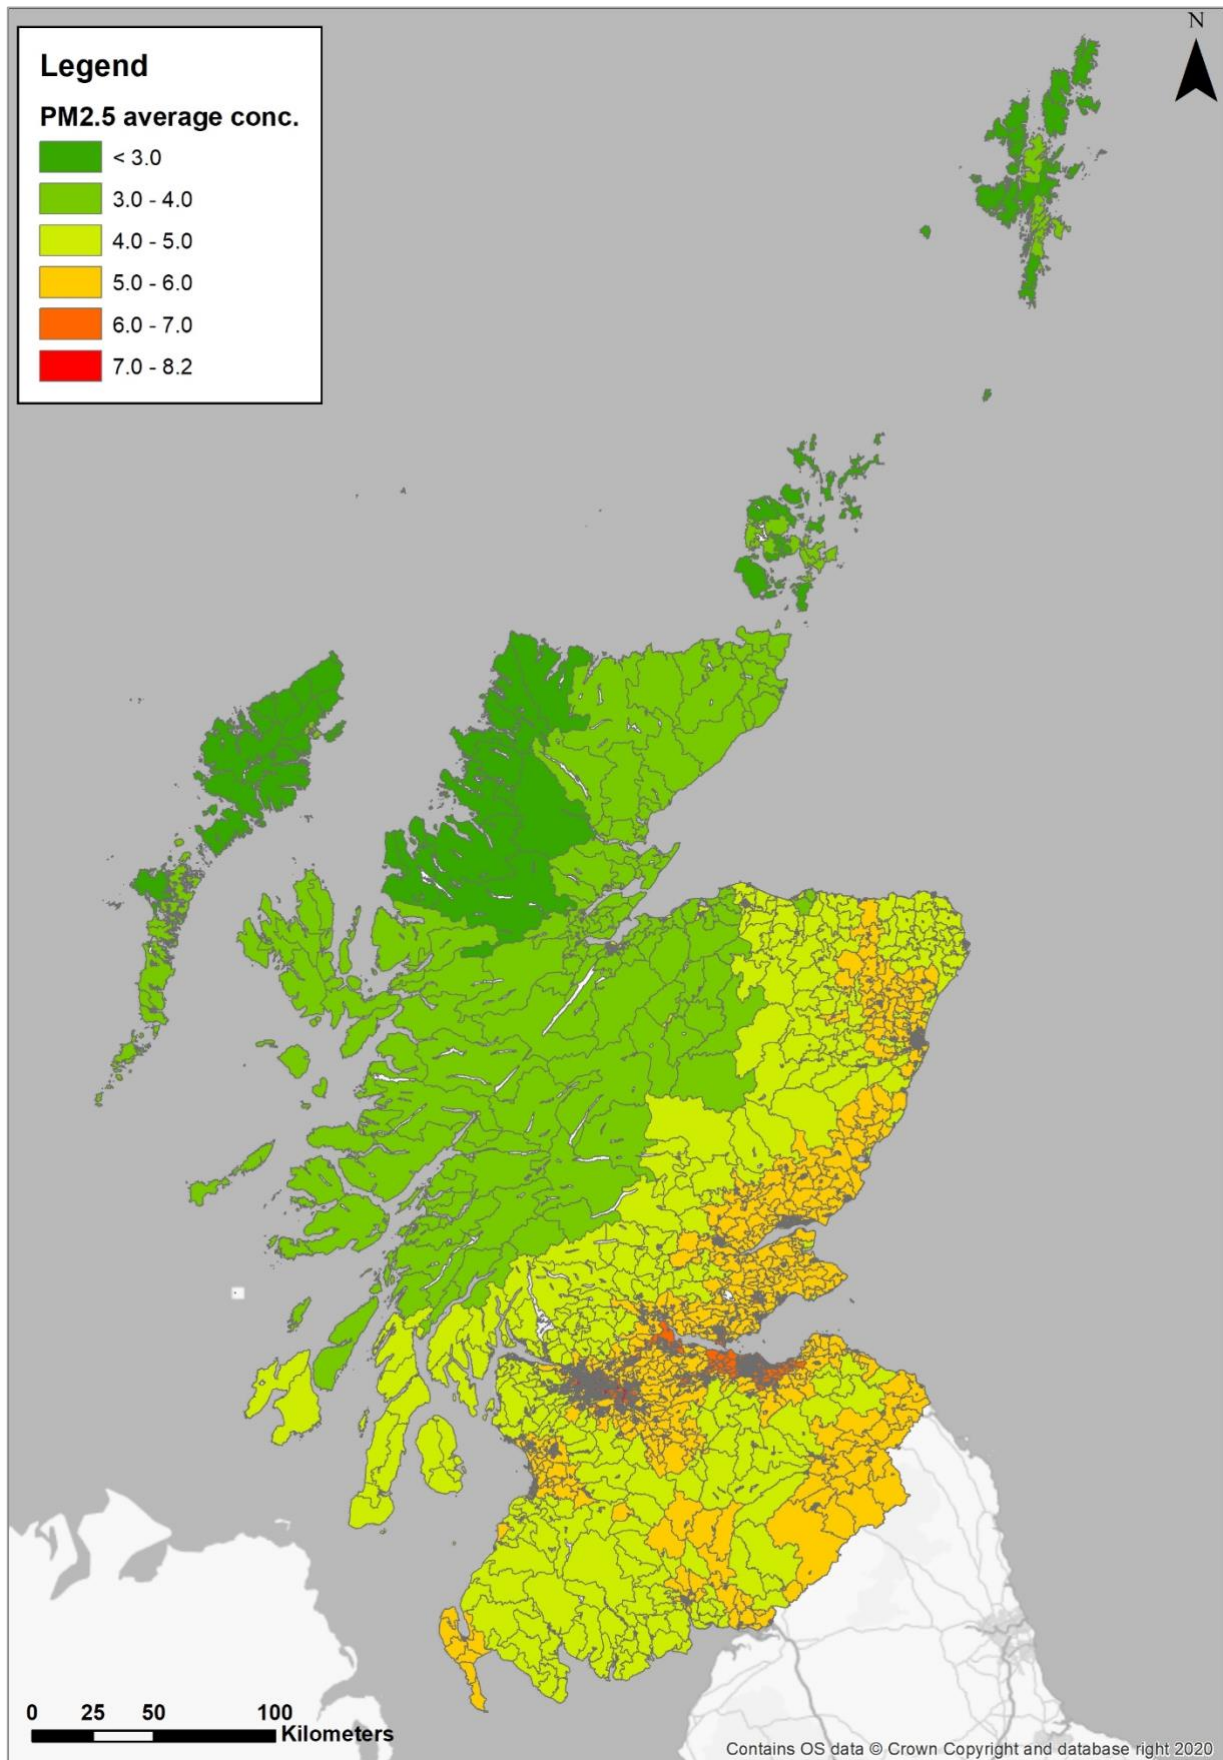 N
Legend
PM2.5 average conc.
< 3.0
3.0 - 4.0
4.0 - 5.0
5.0 - 6.0
6.0 - 7.0
7.0 - 8.2
0 25 50 100
Kilometers
Contains OS data © Crown Copyright and database right 2020